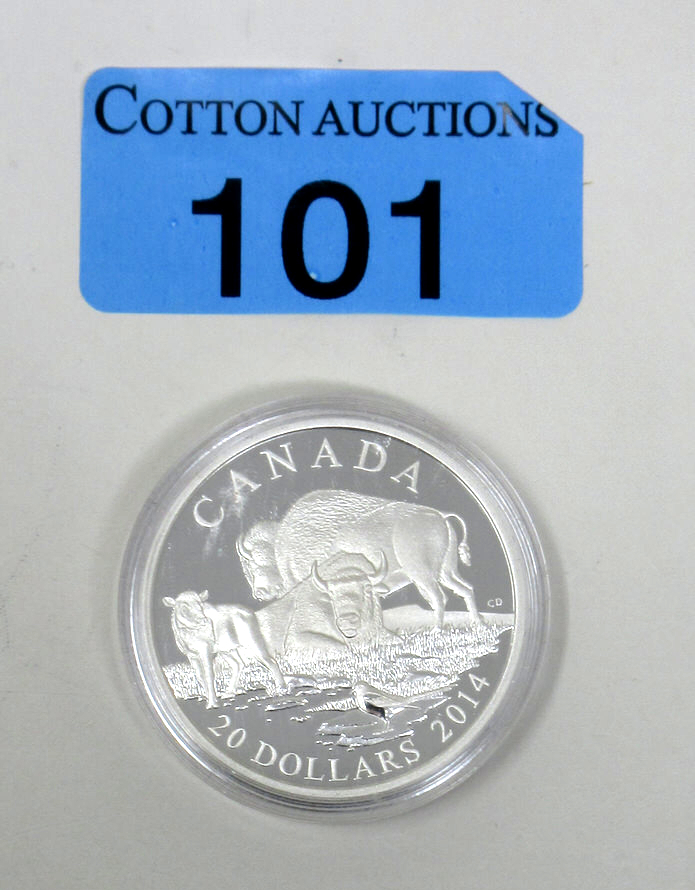 COTTON AUCTIONS
101
CANADA
CD
20 DOLLARS 2014